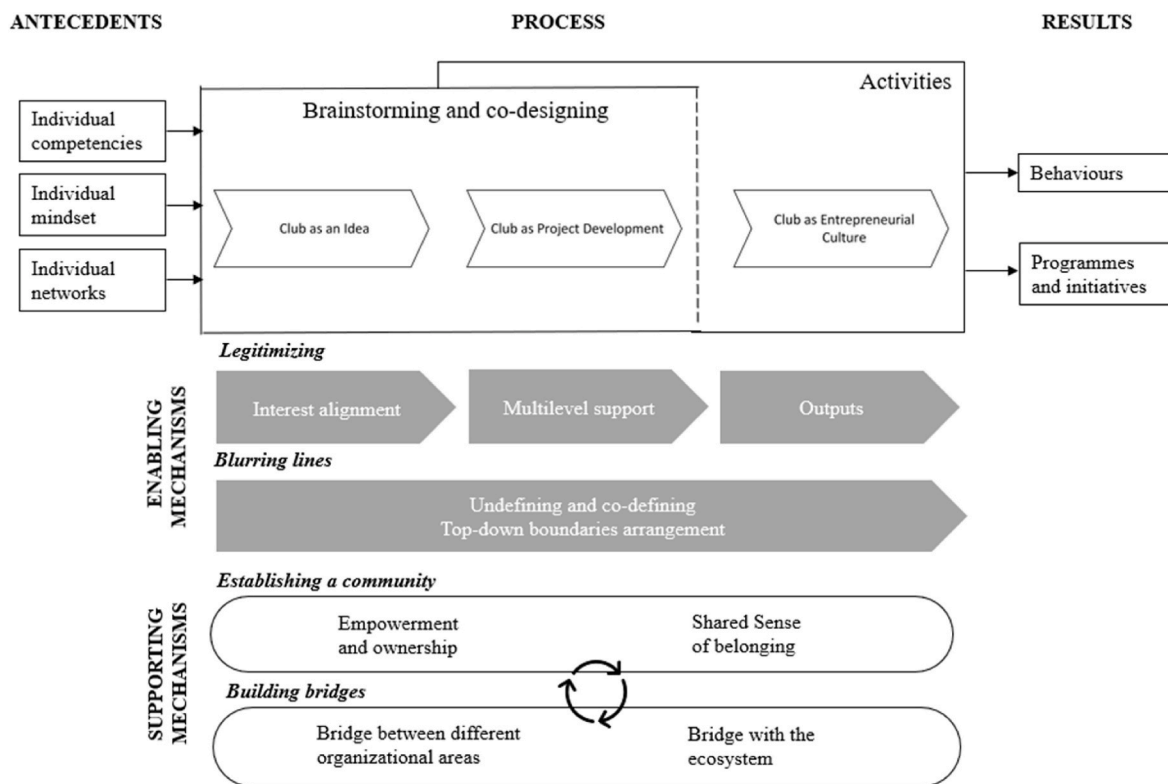 ANTECEDENTS
PROCESS
RESULTS
Activities
Brainstorming and co-designing
Individual
competencies
Individual
mindset
Individual
networks
Club as an Idea
Club as Project Development
Club as Entrepreneurial
Culture
Behaviours
Programmes
and initiatives
ENABLING
MECHANISMS
Legitimizing
Interest alignment
Multilevel support
Outputs
Blurring lines
Undefining and co-defining
Top-down boundaries arrangement
SUPPORTING
MECHANISMS
Establishing a community
Empowerment
and ownership
Shared Sense
of belonging
Building bridges
Bridge between different
organizational areas
Bridge with the
ecosystem